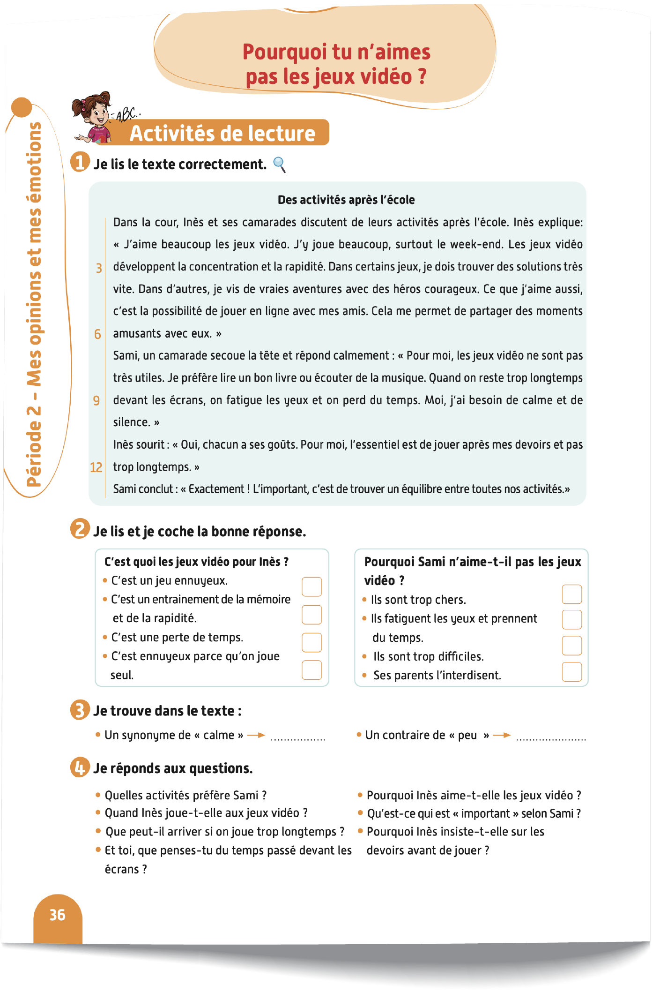 Pourquoi tu n'aimes
pas les jeux vidéo ?
Période 2 - Mes opinions et mes émotions
ABC..
Activités de lecture
1 Je lis le texte correctement.
Des activités après l'école
Dans la cour, Inès et ses camarades discutent de leurs activités après l'école. Inès explique:
« J'aime beaucoup les jeux vidéo. J'y joue beaucoup, surtout le week-end. Les jeux vidéo
3 développent la concentration et la rapidité. Dans certains jeux, je dois trouver des solutions très
vite. Dans d'autres, je vis de vraies aventures avec des héros courageux. Ce que j'aime aussi,
c'est la possibilité de jouer en ligne avec mes amis. Cela me permet de partager des moments
6 amusants avec eux. »
Sami, un camarade secoue la tête et répond calmement : « Pour moi, les jeux vidéo ne sont pas
très utiles. Je préfère lire un bon livre ou écouter de la musique. Quand on reste trop longtemps
9 devant les écrans, on fatigue les yeux et on perd du temps. Moi, j'ai besoin de calme et de
silence. »
Inès sourit : « Oui, chacun a ses goûts. Pour moi, l'essentiel est de jouer après mes devoirs et pas
12 trop longtemps. »
Sami conclut : « Exactement ! L'important, c'est de trouver un équilibre entre toutes nos activités.»
2 Je lis et je coche la bonne réponse.
C'est quoi les jeux vidéo pour Inès ?
• C'est un jeu ennuyeux.
• C'est un entrainement de la mémoire
et de la rapidité.
• C'est une perte de temps.
• C'est ennuyeux parce qu'on joue
seul.
Pourquoi Sami n'aime-t-il pas les jeux
vidéo ?
• Ils sont trop chers.
• Ils fatiguent les yeux et prennent
du temps.
• Ils sont trop difficiles.
• Ses parents l'interdisent.
3 Je trouve dans le texte :
• Un synonyme de « calme » → ..............
• Un contraire de « peu » → ..................
4 Je réponds aux questions.
• Quelles activités préfère Sami ?
• Quand Inès joue-t-elle aux jeux vidéo ?
• Que peut-il arriver si on joue trop longtemps ?
• Et toi, que penses-tu du temps passé devant les
écrans ?
• Pourquoi Inès aime-t-elle les jeux vidéo ?
• Qu'est-ce qui est « important » selon Sami ?
• Pourquoi Inès insiste-t-elle sur les
devoirs avant de jouer ?
36